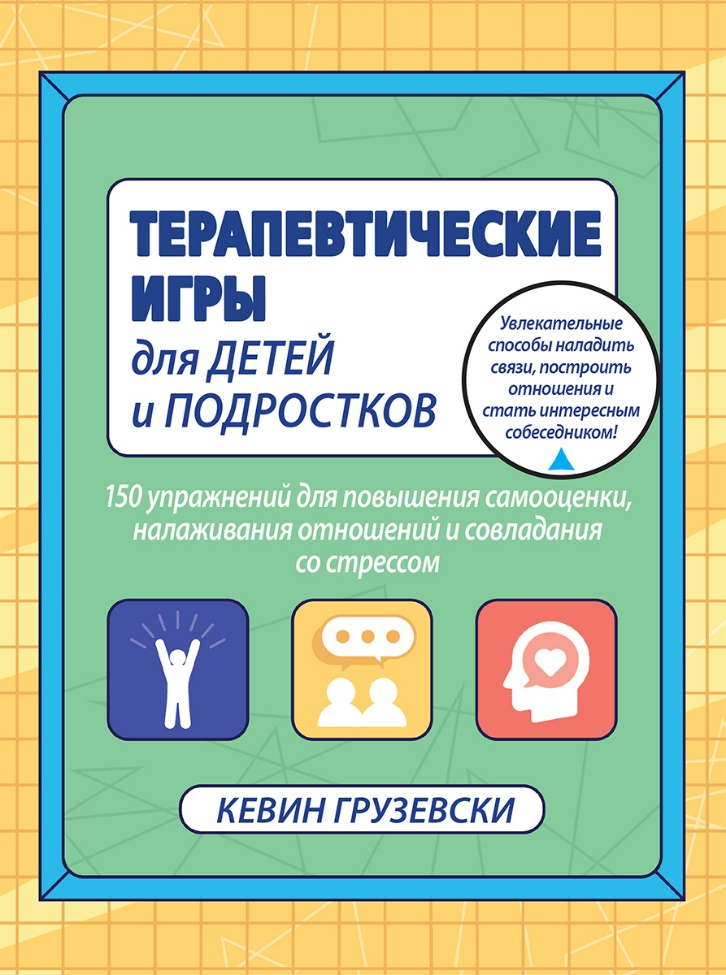 ТЕРАПЕВТИЧЕСКИЕ
ИГРЫ
для ДЕТЕЙ
и ПОДРОСТКОВ
Увлекательные
способы наладить
связи, построить
отношения и
стать интересным
собеседником!
150 упражнений для повышения самооценки,
налаживания отношений и совладания
со стрессом
КЕВИН ГРУЗЕВСКИ